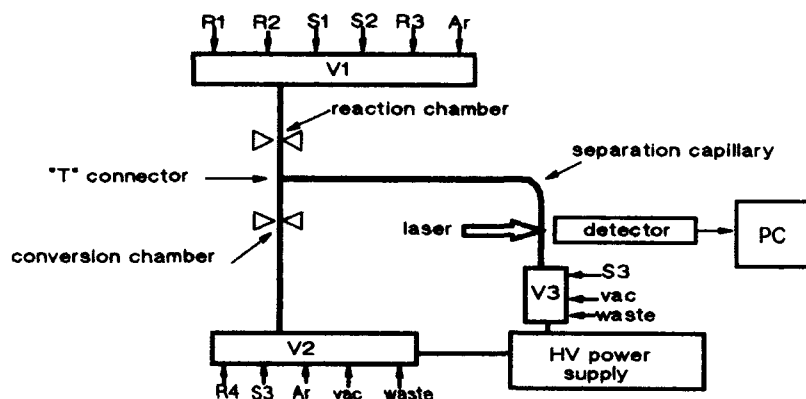 R1 R2 S1 S2 R3 Ar
V1
reaction chamber
separation capillary
"T" connector
laser
detector
PC
conversion chamber
S3
V3
vac
waste
V2
HV power
supply
R4 S3 Ar vac waste